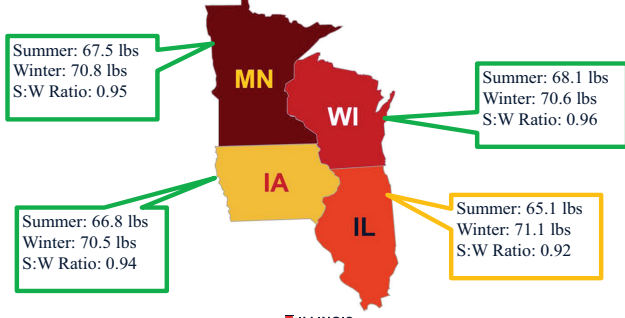 Summer: 67.5 lbs
Winter: 70.8 lbs
S:W Ratio: 0.95
MN
WI
Summer: 68.1 lbs
Winter: 70.6 lbs
S:W Ratio: 0.96
IA
Summer: 66.8 lbs
Winter: 70.5 lbs
S:W Ratio: 0.94
IL
Summer: 65.1 lbs
Winter: 71.1 lbs
S:W Ratio: 0.92